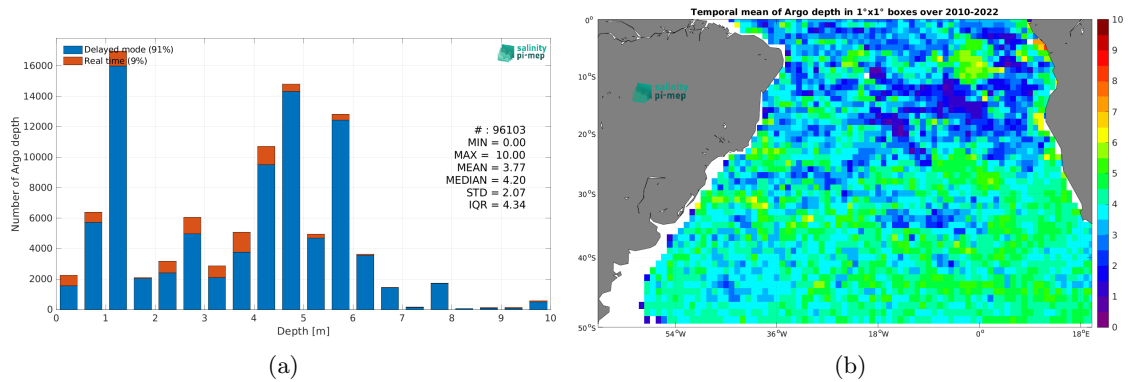 Delayed mode (91%)
Real time (9%)
salinity
pi-mep
16000
14000
12000
10000
8000
6000
4000
2000
0
Number of Argo depth
# : 96103
MIN = 0.00
MAX = 10.00
MEAN = 3.77
MEDIAN = 4.20
STD = 2.07
IQR = 4.34
0 1 2 3 4 5 6 7 8 9 10
Depth [m]
(a)
Temporal mean of Argo depth in 1°x1° boxes over 2010-2022
0°
10°S
20°S
30°S
40°S
50°S
salinity
pi-mep
54°W 36°W 18°W 0° 18°E
10
9
8
7
6
5
4
3
2
1
0
(b)